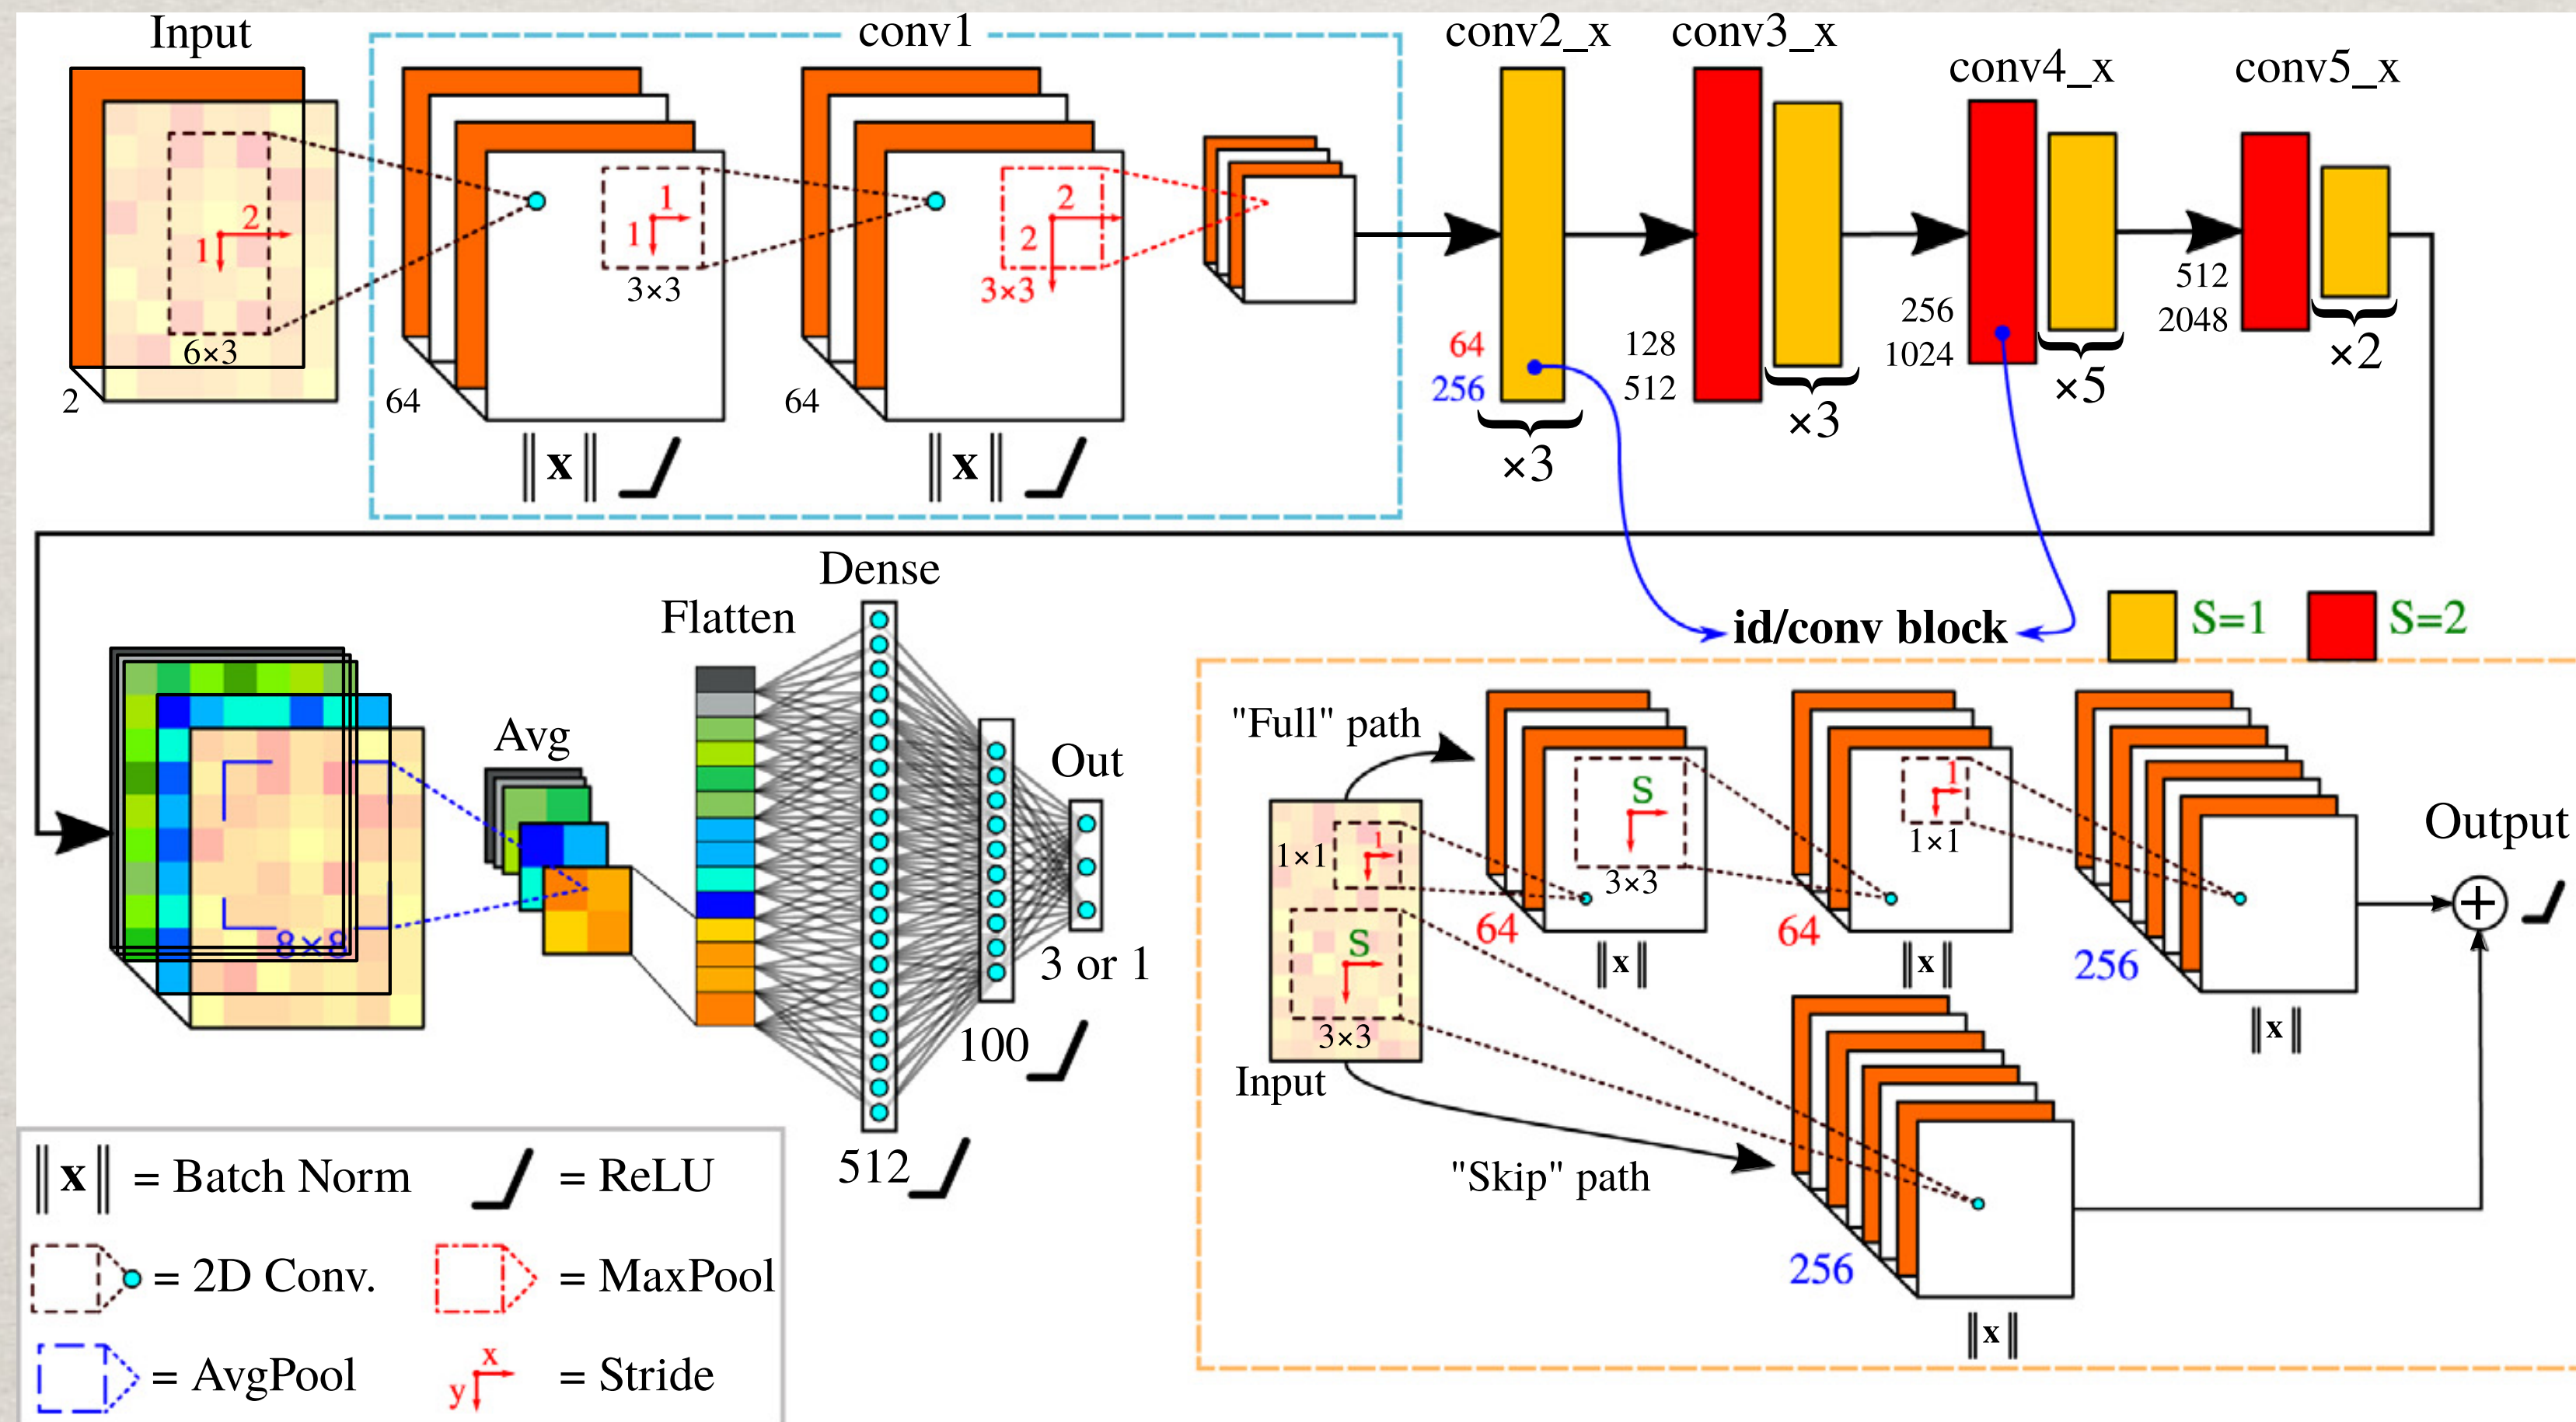 Input
conv1
conv2_x
conv3_x
conv4_x
conv5_x
2
1
6×3
2
1
1
3×3
64
‖x‖
2
2
3×3
64
‖x‖
64
256
×3
128
512
×3
256
1024
×5
512
2048
×2
Dense
Flatten
Avg
Out
8×8
3 or 1
100
512
id/conv block
S=1
S=2
"Full" path
1×1
1
S
3×3
Input
S
3×3
64
‖x‖
1
1×1
64
‖x‖
256
‖x‖
Output
+
"Skip" path
256
‖x‖
‖x‖ = Batch Norm
= ReLU
= 2D Conv.
= MaxPool
= AvgPool
x
y
= Stride